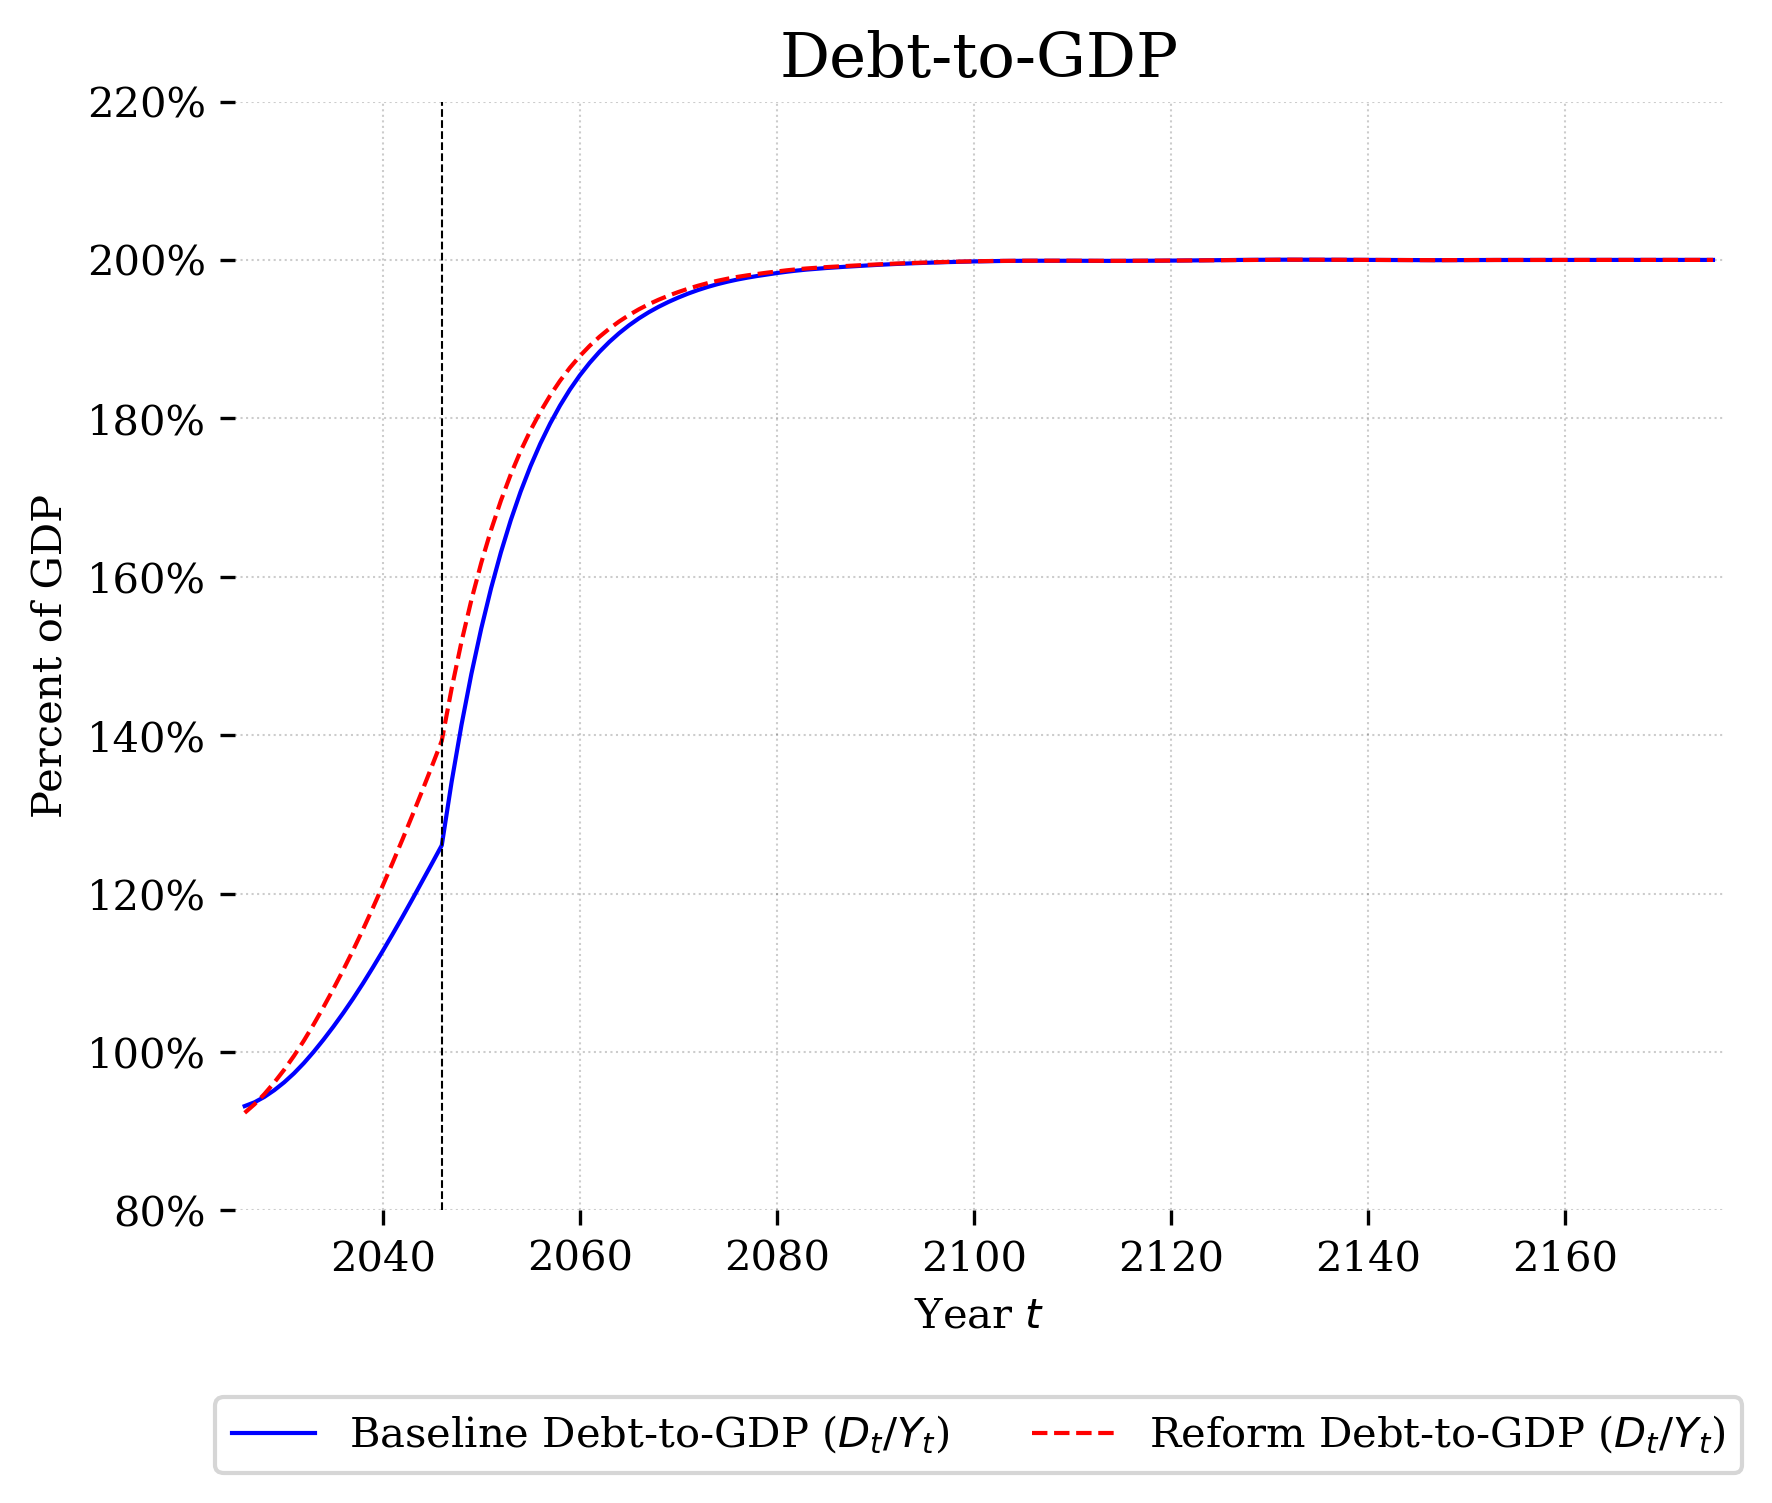 Debt-to-GDP
220%
200%
180%
160%
140%
120%
100%
80%
Percent of GDP
2040 2060 2080 2100 2120 2140 2160
Year t
Baseline Debt-to-GDP (Dₜ/Yₜ) Reform Debt-to-GDP (Dₜ/Yₜ)